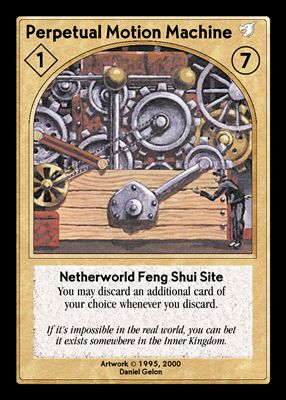 Perpetual Motion Machine
1
7
Netherworld Feng Shui Site
You may discard an additional card of
your choice whenever you discard.
If it's impossible in the real world, you can bet
it exists somewhere in the Inner Kingdom.
Artwork © 1995, 2000
Daniel Gelon